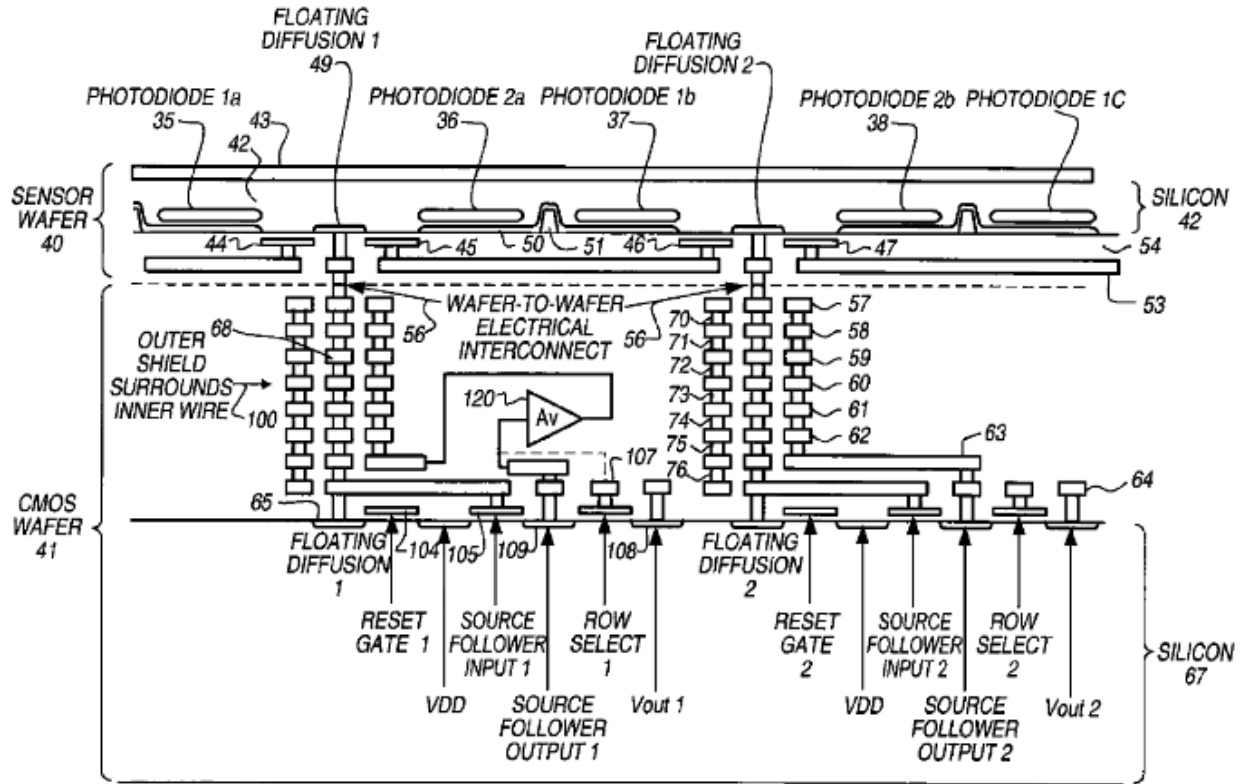 FLOATING
DIFFUSION 1
49
FLOATING
DIFFUSION 2
PHOTODIODE 1a
35
43
42
PHOTODIODE 2a
36
PHOTODIODE 1b
37
PHOTODIODE 2b
38
PHOTODIODE 1C
SENSOR
WAFER
40
SILICON
42
44
45
50
51
46
47
54
53
WAFER-TO-WAFER
ELECTRICAL
INTERCONNECT
56
56
68
OUTER
SHIELD
SURROUNDS
INNER WIRE
100
120
Av
70
71
72
73
74
75
76
57
58
59
60
61
62
63
64
107
CMOS
WAFER
41
65
FLOATING
DIFFUSION
1
104
105
109
108
FLOATING
DIFFUSION
2
RESET
GATE 1
VDD
SOURCE
FOLLOWER
INPUT 1
SOURCE
FOLLOWER
OUTPUT 1
ROW
SELECT
1
Vout 1
RESET
GATE
2
VDD
SOURCE
FOLLOWER
INPUT 2
SOURCE
FOLLOWER
OUTPUT 2
ROW
SELECT
2
Vout 2
SILICON
67